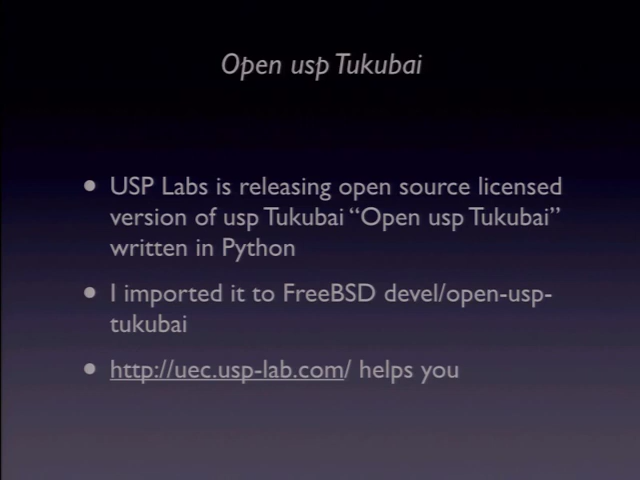 Open usp Tukubai
• USP Labs is releasing open source licensed
version of usp Tukubai “Open usp Tukubai”
written in Python
• I imported it to FreeBSD devel/open-usp-
tukubai
• http://uec.usp-lab.com/ helps you